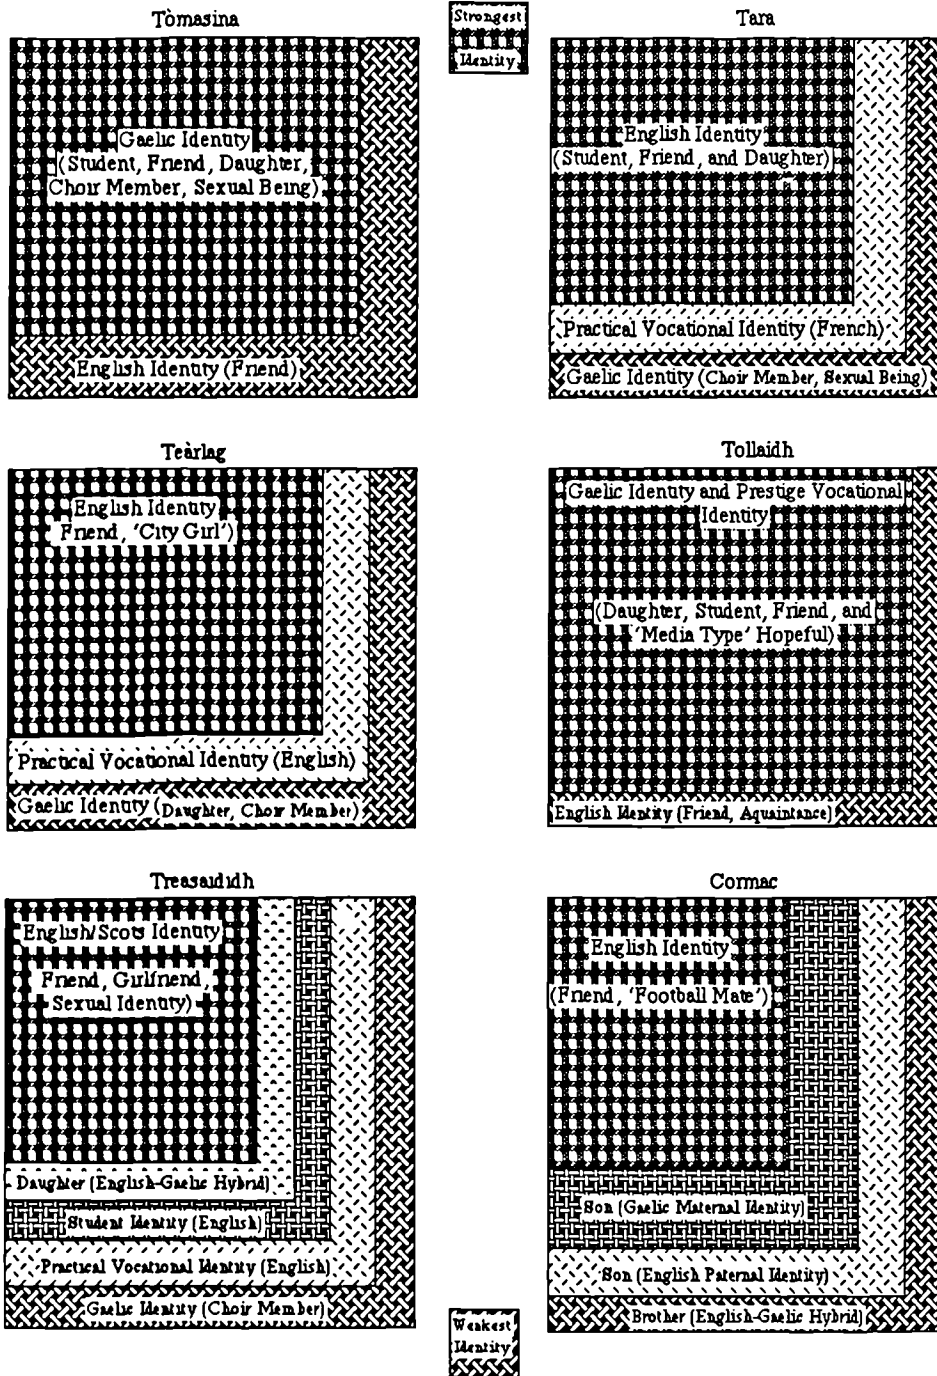 Tòmasina
Gaelic Identity
(Student, Friend, Daughter,
Choir Member, Sexual Being)
English Identity (Friend)
Strongest
Identity
Tara
English Identity
(Student, Friend, and Daughter)
Practical Vocational Identity (French)
Gaelic Identity (Choir Member, Sexual Being)
Teàrlag
English Identity
Friend, ‘City Girl’)
Practical Vocational Identity (English)
Gaelic Identity (Daughter, Choir Member)
Tollaidh
Gaelic Identity and Prestige Vocational
Identity
(Daughter, Student, Friend, and
‘Media Type’ Hopeful)
English Identity (Friend, Aquaintance)
Treasaididh
English/Scots Identity
Friend, Girlfriend,
Sexual Identity)
Daughter (English-Gaelic Hybrid)
Student Identity (English)
Practical Vocational Identity (English)
Gaelic Identity (Choir Member)
Cormac
English Identity
(Friend, ‘Football Mate’)
Son (Gaelic Maternal Identity)
Son (English Paternal Identity)
Brother (English-Gaelic Hybrid)
Weakest
Identity